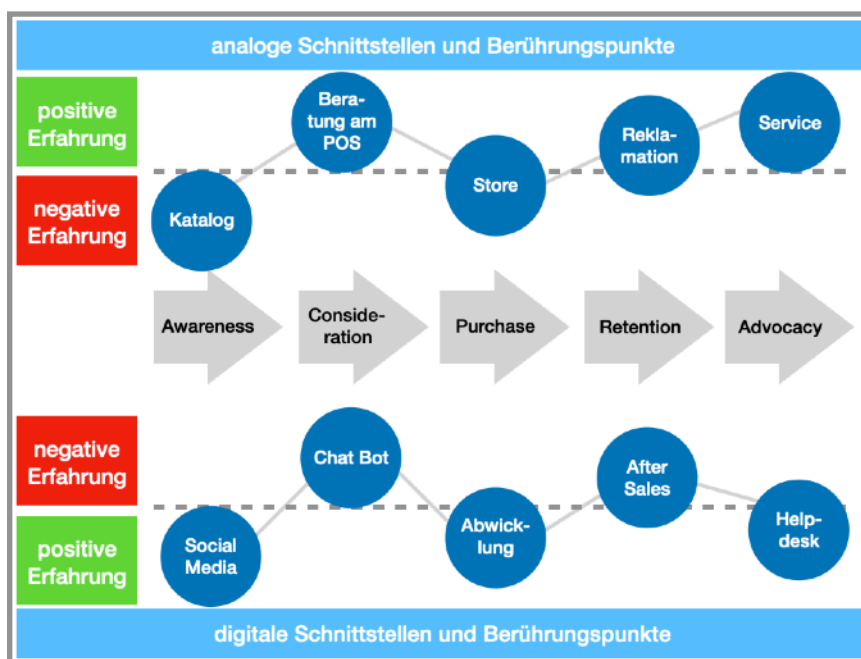 analoge Schnittstellen und Berührungspunkte
positive
Erfahrung
Bera-
tung am
POS
Rekla-
mation
Service
Store
negative
Erfahrung
Katalog
Awareness
Conside-
ration
Purchase
Retention
Advocacy
negative
Erfahrung
Chat Bot
After
Sales
positive
Erfahrung
Social
Media
Abwick-
lung
Help-
desk
digitale Schnittstellen und Berührungspunkte